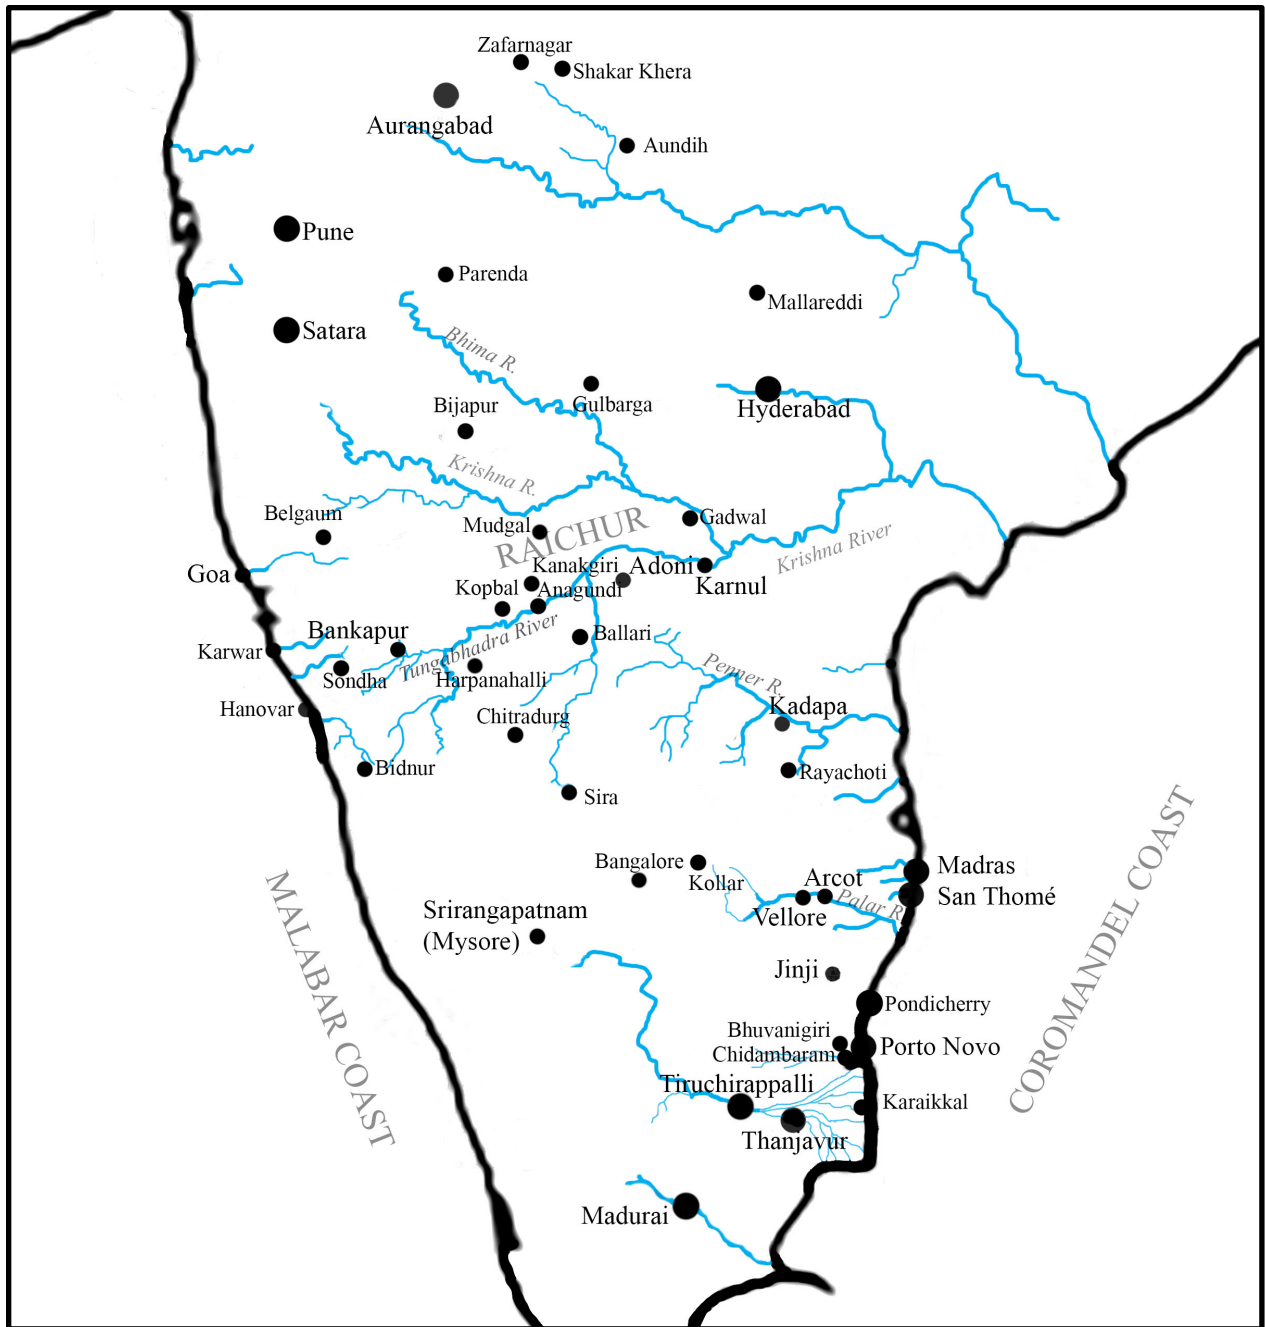 Zafarnagar
Shakar Khera
Aurangabad
Aundih
Pune
Parenda
Mallareddi
Satara
Bhima R.
Gulbarga
Bijapur
Hyderabad
Krishna R.
Belgaum
Mudgal
RAICHUR
Gadwal
Krishna River
Goa
Kanakgiri
Adoni
Kopbal
Anagundi
Karnul
Bankapur
Ballari
Karwar
Tungabhadra River
Sondha
Harpanahalli
Penner R.
Hanovar
Chitradurg
Kadapa
Bidnur
Rayachoti
Sira
Bangalore
Kollar
Arcot
Madras
Vellore
Palar R
San Thomé
Srirangapatnam
(Mysore)
Jinji
MALABAR COAST
COROMANDEL COAST
Pondicherry
Bhuvanigiri
Porto Novo
Chidambaram
Tiruchirappalli
Karaikkal
Thanjavur
Madurai